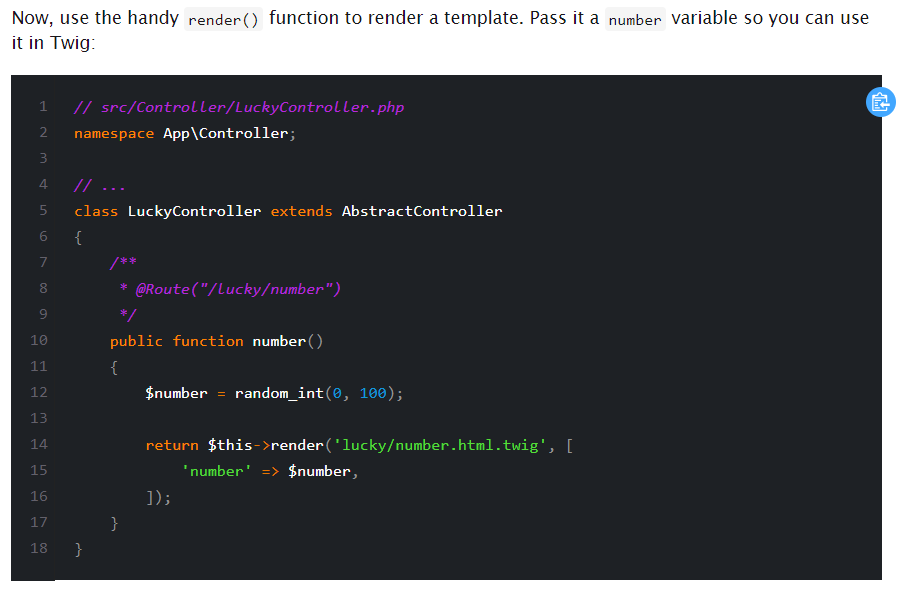 Now, use the handy render() function to render a template. Pass it a number variable so you can use
it in Twig:
1 // src/Controller/LuckyController.php
2 namespace App\Controller;
3
4 // ...
5 class LuckyController extends AbstractController
6 {
7     /**
8      * @Route("/lucky/number")
9      */
10     public function number()
11     {
12         $number = random_int(0, 100);
13
14         return $this->render('lucky/number.html.twig', [
15             'number' => $number,
16         ]);
17     }
18 }